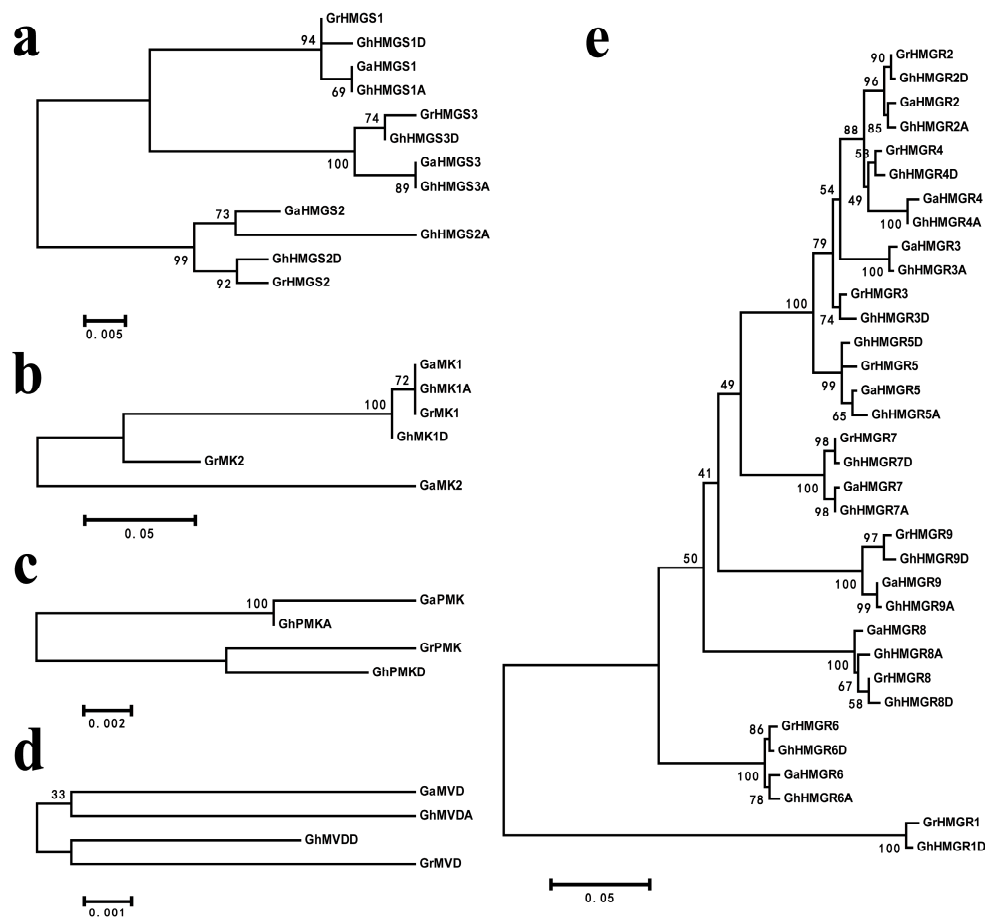 a
GrHMGS1
94
GhHMGS1D
GaHMGS1
69
GhHMGS1A
GrHMGS3
74
GhHMGS3D
100
GaHMGS3
89
GhHMGS3A
GaHMGS2
73
GhHMGS2A
99
GhHMGS2D
92
GrHMGS2
0.005
b
GaMK1
72
GhMK1A
100
GrMK1
GhMK1D
GrMK2
GaMK2
0.05
c
100
GaPMK
GhPMKA
GrPMK
GhPMKD
0.002
d
33
GaMVD
GhMVDA
GhMVDD
GrMVD
0.001
e
90
GrHMGR2
96
GhHMGR2D
GaHMGR2
88
85
GhHMGR2A
53
GrHMGR4
GhHMGR4D
54
49
GaHMGR4
100
GhHMGR4A
79
GaHMGR3
100
GhHMGR3A
100
GrHMGR3
74
GhHMGR3D
GhHMGR5D
GrHMGR5
99
GaHMGR5
49
65
GhHMGR5A
98
GrHMGR7
GhHMGR7D
41
100
GaHMGR7
98
GhHMGR7A
97
GrHMGR9
50
GhHMGR9D
100
GaHMGR9
99
GhHMGR9A
GaHMGR8
100
GhHMGR8A
67
GrHMGR8
58
GhHMGR8D
86
GrHMGR6
GhHMGR6D
100
GaHMGR6
78
GhHMGR6A
GrHMGR1
100
GhHMGR1D
0.05